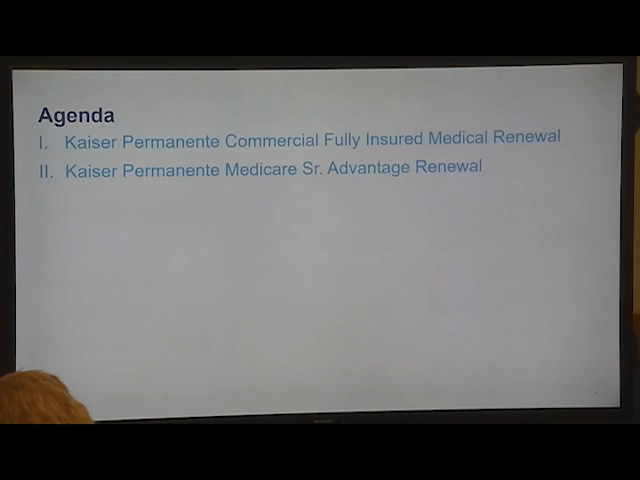 Agenda
I. Kaiser Permanente Commercial Fully Insured Medical Renewal
II. Kaiser Permanente Medicare Sr. Advantage Renewal